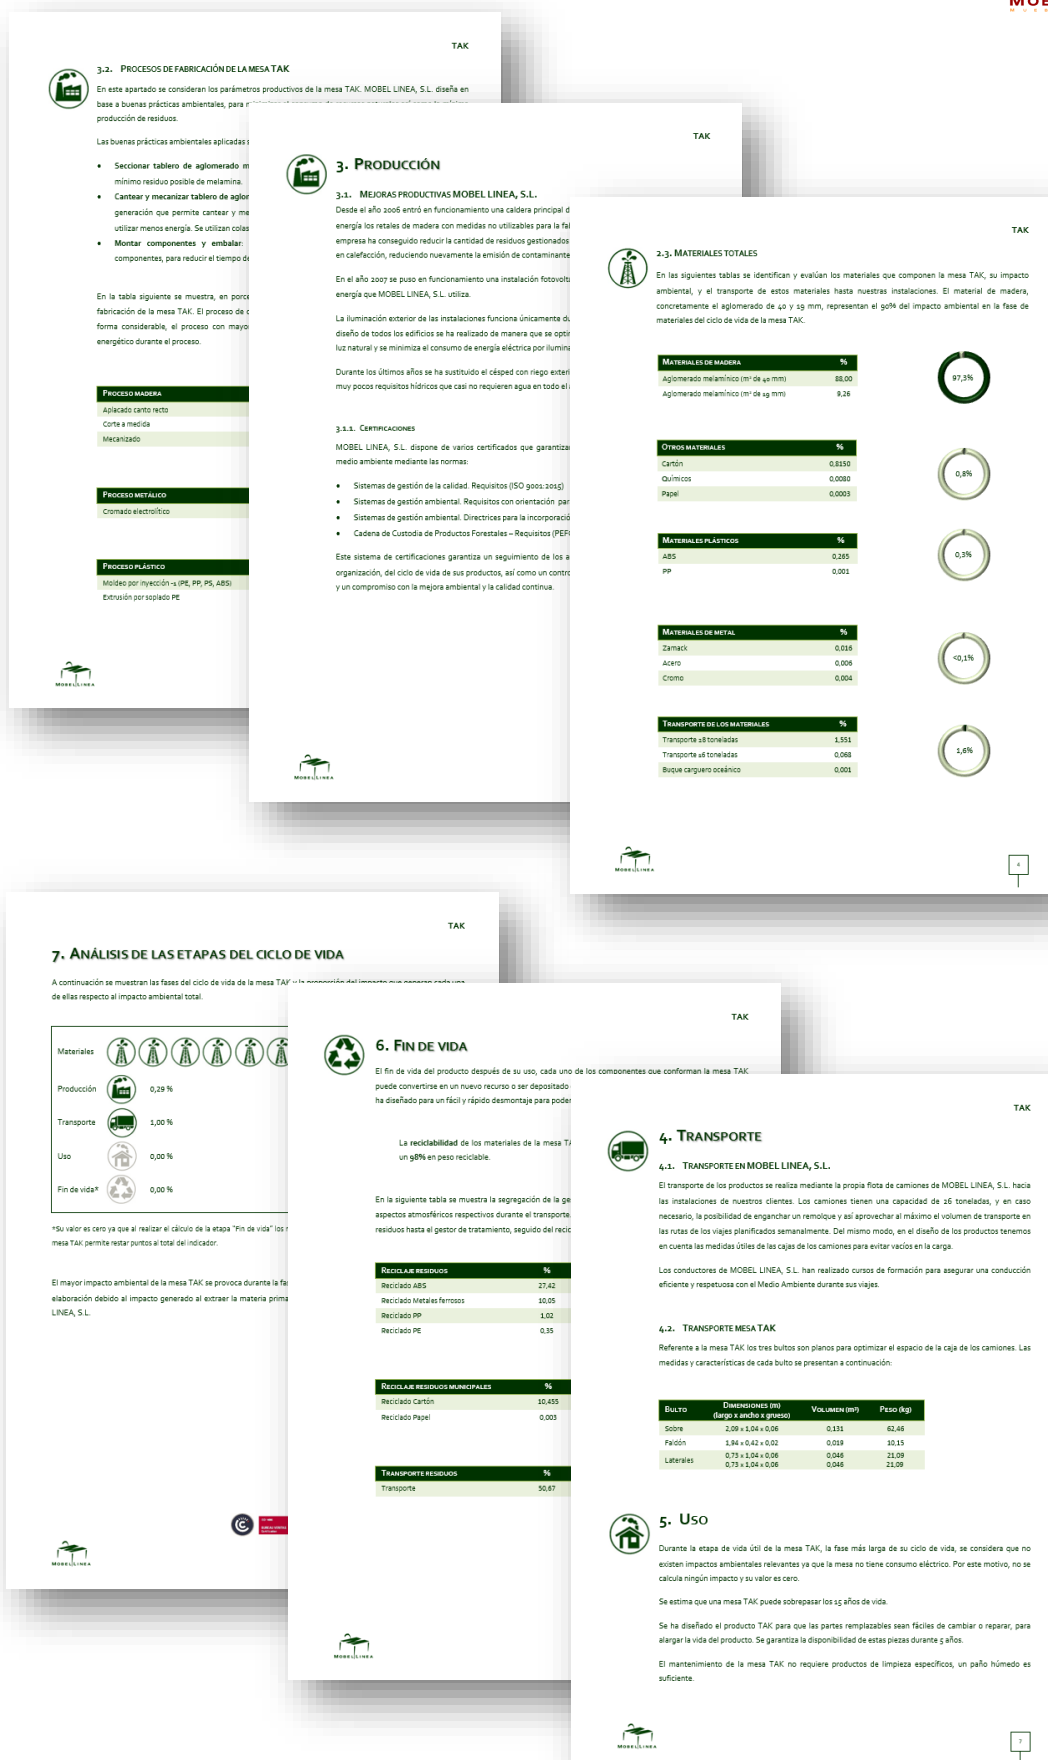 MOBEL
TAK
3.2. PROCESOS DE FABRICACIÓN DE LA MESA TAK
En este apartado se consideran los parámetros productivos de la mesa TAK. MOBEL LINEA, S.L. diseña en
base a buenas prácticas ambientales, para
producción de residuos.
Las buenas prácticas ambientales aplicadas
• Seccionar tablero de aglomerado
mínimo residuo posible de melamina.
• Cantear y mecanizar tablero de
generación que permite cantear y
utilizar menos energía. Se utilizan colas
• Montar componentes y embalar:
componentes, para reducir el tiempo de
En la tabla siguiente se muestra, en
fabricación de la mesa TAK. El proceso de
forma considerable, el proceso con
energético durante el proceso.
PROCESO MADERA
Aplacado canto recto
Corte a medida
Mecanizado
PROCESO METÁLICO
Cromado electrolítico
PROCESO PLÁSTICO
Moldeo por inyección -1 (PE, PP, PS, ABS)
Extrusión por soplado PE
MOBEL LINEA
TAK
3. PRODUCCIÓN
3.1. MEJORAS PRODUCTIVAS MOBEL LINEA, S.L.
Desde el año 2006 entró en funcionamiento una caldera principal
energía los retales de madera con medidas no utilizables para la
empresa ha conseguido reducir la cantidad de residuos gestionados
en calefacción, reduciendo nuevamente la emisión de contaminante
En el año 2007 se puso en funcionamiento una instalación
energía que MOBEL LINEA, S.L. utiliza.
La iluminación exterior de las instalaciones funciona únicamente
diseño de todos los edificios se ha realizado de manera que se
luz natural y se minimiza el consumo de energía eléctrica por
Durante los últimos años se ha sustituido el césped con riego
muy pocos requisitos hídricos que casi no requieren agua en todo el
3.1.1. CERTIFICACIONES
MOBEL LINEA, S.L. dispone de varios certificados que garantizan
medio ambiente mediante las normas:
• Sistemas de gestión de la calidad. Requisitos (ISO 9001:2015)
• Sistemas de gestión ambiental. Requisitos con orientación
• Sistemas de gestión ambiental. Directrices para la
• Cadena de Custodia de Productos Forestales – Requisitos (PEFC
Este sistema de certificaciones garantiza un seguimiento de los
organización, del ciclo de vida de sus productos, así como un
y un compromiso con la mejora ambiental y la calidad continua.
MOBEL LINEA
TAK
2.3. MATERIALES TOTALES
En las siguientes tablas se identifican y evalúan los materiales que componen la mesa TAK, su impacto
ambiental, y el transporte de estos materiales hasta nuestras instalaciones. El material de madera,
concretamente el aglomerado de 40 y 19 mm, representan el 90% del impacto ambiental en la fase de
materiales del ciclo de vida de la mesa TAK.
MATERIALES DE MADERA %
Aglomerado melamínico (m² de 40 mm) 88,00
Aglomerado melamínico (m² de 19 mm) 9,26
97,3%
OTROS MATERIALES %
Cartón 0,8150
Químicos 0,0080
Papel 0,0003
0,8%
MATERIALES PLÁSTICOS %
ABS 0,265
PP 0,001
0,3%
MATERIALES DE METAL %
Zamack 0,016
Acero 0,006
Cromo 0,004
<0,1%
TRANSPORTE DE LOS MATERIALES %
Transporte 28 toneladas 1,551
Transporte 16 toneladas 0,068
Buque carguero oceánico 0,001
1,6%
MOBEL LINEA
4
TAK
7. ANÁLISIS DE LAS ETAPAS DEL CICLO DE VIDA
A continuación se muestran las fases del ciclo de vida de la mesa TAK y la proporción del impacto que generan cada una
de ellas respecto al impacto ambiental total.
Materiales
Producción 0,29 %
Transporte 1,00 %
Uso 0,00 %
Fin de vida* 0,00 %
*Su valor es cero ya que al realizar el cálculo de la etapa "Fin de vida" los
mesa TAK permite restar puntos al total del indicador.
El mayor impacto ambiental de la mesa TAK se provoca durante la
elaboración debido al impacto generado al extraer la materia prima
LINEA, S.L.
MOBEL LINEA
TAK
6. FIN DE VIDA
El fin de vida del producto después de su uso, cada uno de los componentes que conforman la mesa TAK
puede convertirse en un nuevo recurso o ser depositado
ha diseñado para un fácil y rápido desmontaje para poder
La reciclabilidad de los materiales de la mesa TAK
un 98% en peso reciclable.
En la siguiente tabla se muestra la segregación de la
aspectos atmosféricos respectivos durante el transporte.
residuos hasta el gestor de tratamiento, seguido del
RECICLAJE RESIDUOS %
Reciclado ABS 27,42
Reciclado Metales ferrosos 10,05
Reciclado PP 1,02
Reciclado PE 0,35
RECICLAJE RESIDUOS MUNICIPALES %
Reciclado Cartón 10,455
Reciclado Papel 0,003
TRANSPORTE RESIDUOS %
Transporte 50,67
MOBEL LINEA
TAK
4. TRANSPORTE
4.1. TRANSPORTE EN MOBEL LINEA, S.L.
El transporte de los productos se realiza mediante la propia flota de camiones de MOBEL LINEA, S.L. hacia
las instalaciones de nuestros clientes. Los camiones tienen una capacidad de 16 toneladas, y en caso
necesario, la posibilidad de enganchar un remolque y así aprovechar al máximo el volumen de transporte en
las rutas de los viajes planificados semanalmente. Del mismo modo, en el diseño de los productos tenemos
en cuenta las medidas útiles de las cajas de los camiones para evitar vacíos en la carga.
Los conductores de MOBEL LINEA, S.L. han realizado cursos de formación para asegurar una conducción
eficiente y respetuosa con el Medio Ambiente durante sus viajes.
4.2. TRANSPORTE MESA TAK
Referente a la mesa TAK los tres bultos son planos para optimizar el espacio de la caja de los camiones. Las
medidas y características de cada bulto se presentan a continuación:
BULTO DIMENSIONES (m) (largo x ancho x grueso) VOLUMEN (m³) PESO (kg)
Sobre 2,09 x 1,04 x 0,06 0,131 62,46
Faldón 1,94 x 0,42 x 0,02 0,019 10,15
Laterales 0,73 x 1,04 x 0,06 0,046 21,09
0,73 x 1,04 x 0,06 0,046 21,09
5. USO
Durante la etapa de vida útil de la mesa TAK, la fase más larga de su ciclo de vida, se considera que no
existen impactos ambientales relevantes ya que la mesa no tiene consumo eléctrico. Por este motivo, no se
calcula ningún impacto y su valor es cero.
Se estima que una mesa TAK puede sobrepasar los 15 años de vida.
Se ha diseñado el producto TAK para que las partes remplazables sean fáciles de cambiar o reparar, para
alargar la vida del producto. Se garantiza la disponibilidad de estas piezas durante 5 años.
El mantenimiento de la mesa TAK no requiere productos de limpieza específicos, un paño húmedo es
suficiente.
MOBEL LINEA
7